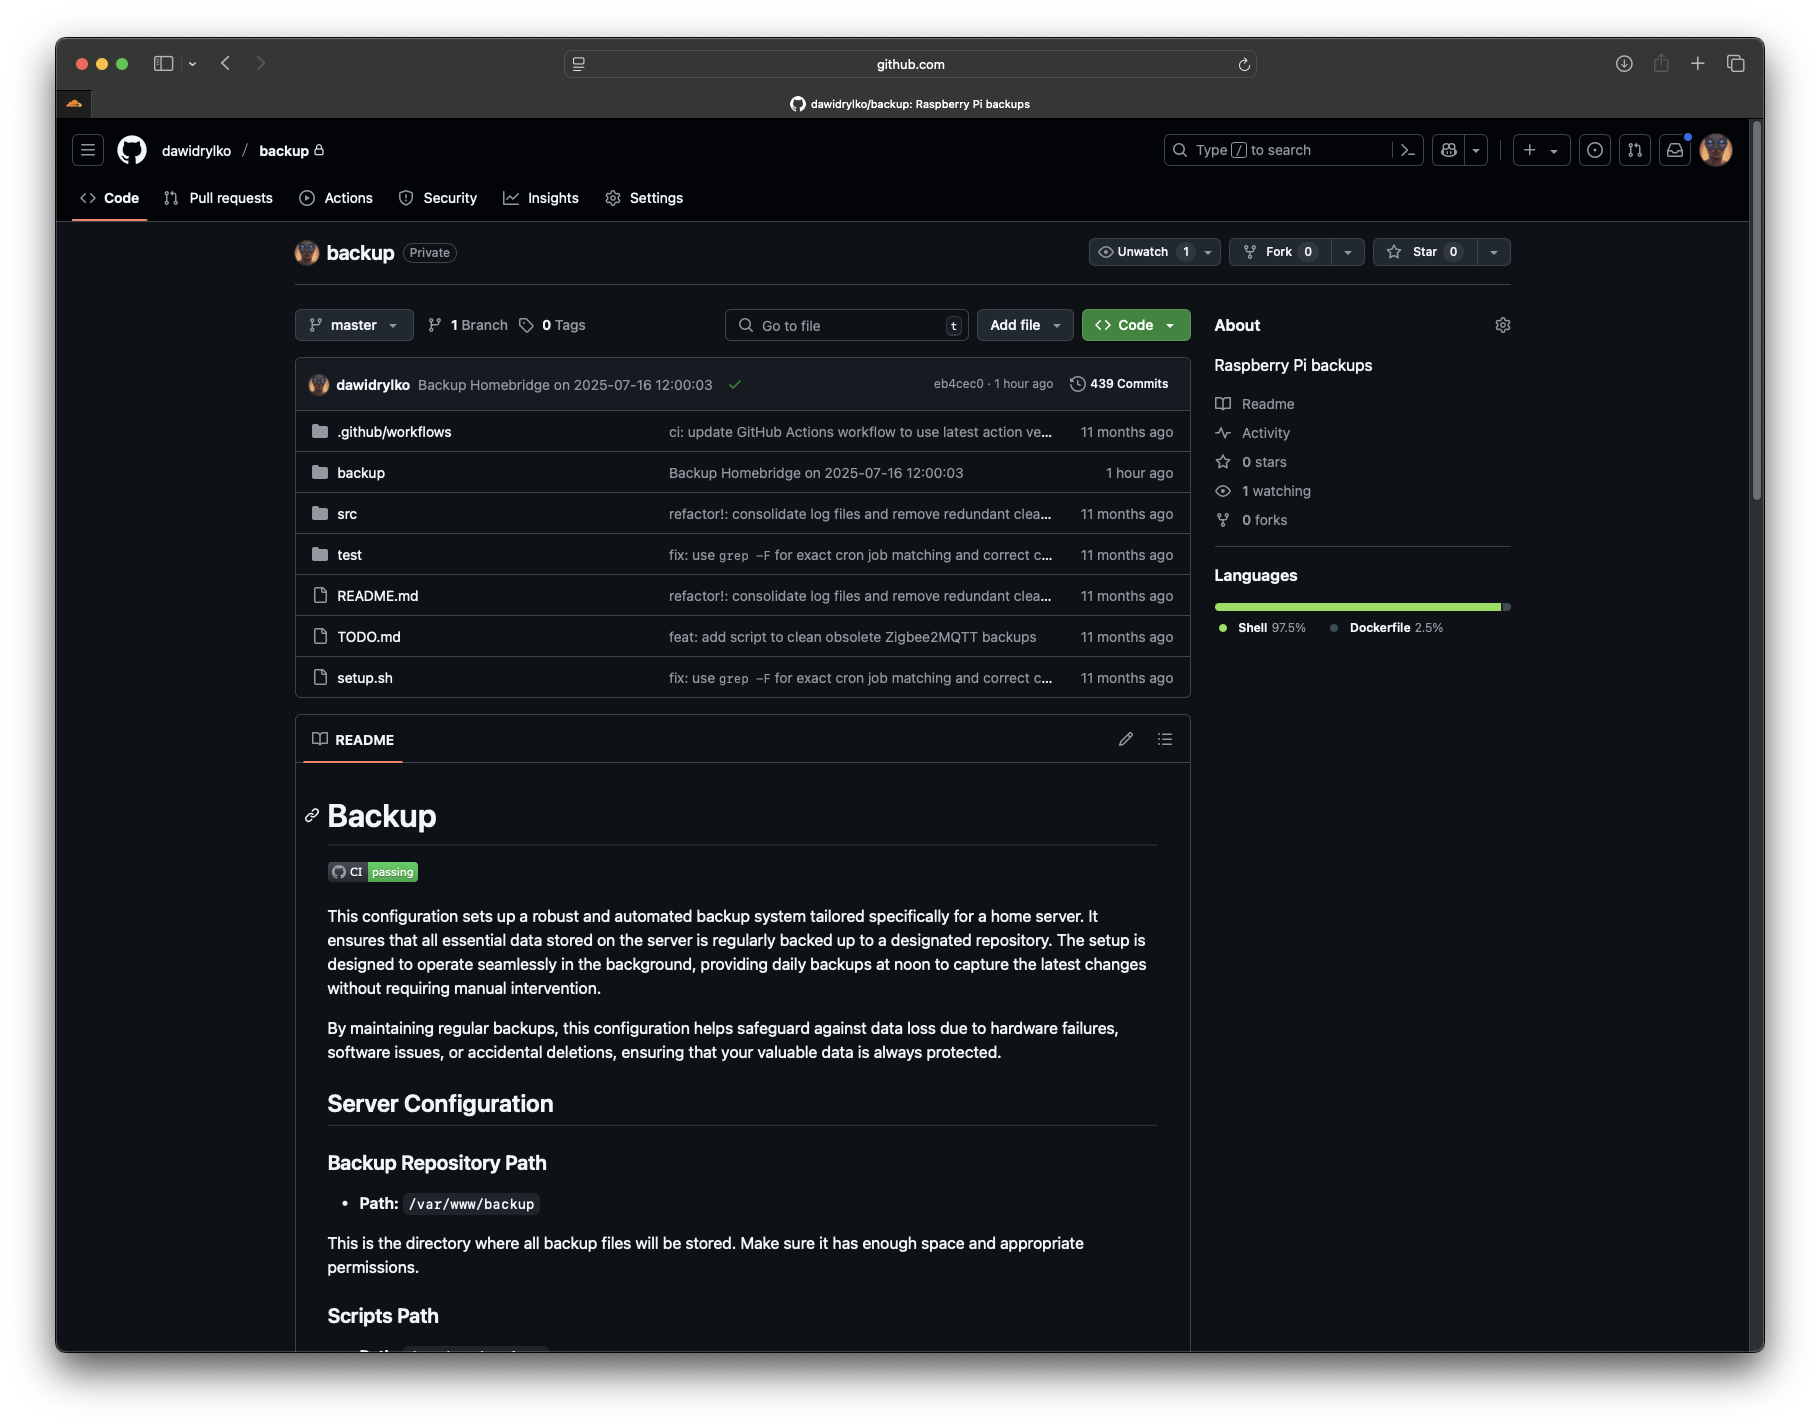 github.com
dawidrylko/backup: Raspberry Pi backups
dawidrylko / backup
Type / to search
Code
Pull requests
Actions
Security
Insights
Settings
backup Private
Unwatch 1
Fork 0
Star 0
master
1 Branch
0 Tags
Go to file t
Add file
Code
dawidrylko Backup Homebridge on 2025-07-16 12:00:03
eb4cec0 · 1 hour ago
439 Commits
.github/workflows ci: update GitHub Actions workflow to use latest action ve... 11 months ago
backup Backup Homebridge on 2025-07-16 12:00:03 1 hour ago
src refactor!: consolidate log files and remove redundant clea... 11 months ago
test fix: use grep -F for exact cron job matching and correct c... 11 months ago
README.md refactor!: consolidate log files and remove redundant clea... 11 months ago
TODO.md feat: add script to clean obsolete Zigbee2MQTT backups 11 months ago
setup.sh fix: use grep -F for exact cron job matching and correct c... 11 months ago
README
Backup
CI passing
This configuration sets up a robust and automated backup system tailored specifically for a home server. It
ensures that all essential data stored on the server is regularly backed up to a designated repository. The setup is
designed to operate seamlessly in the background, providing daily backups at noon to capture the latest changes
without requiring manual intervention.
By maintaining regular backups, this configuration helps safeguard against data loss due to hardware failures,
software issues, or accidental deletions, ensuring that your valuable data is always protected.
Server Configuration
Backup Repository Path
• Path: /var/www/backup
This is the directory where all backup files will be stored. Make sure it has enough space and appropriate
permissions.
Scripts Path
About
Raspberry Pi backups
Readme
Activity
0 stars
1 watching
0 forks
Languages
Shell 97.5%
Dockerfile 2.5%